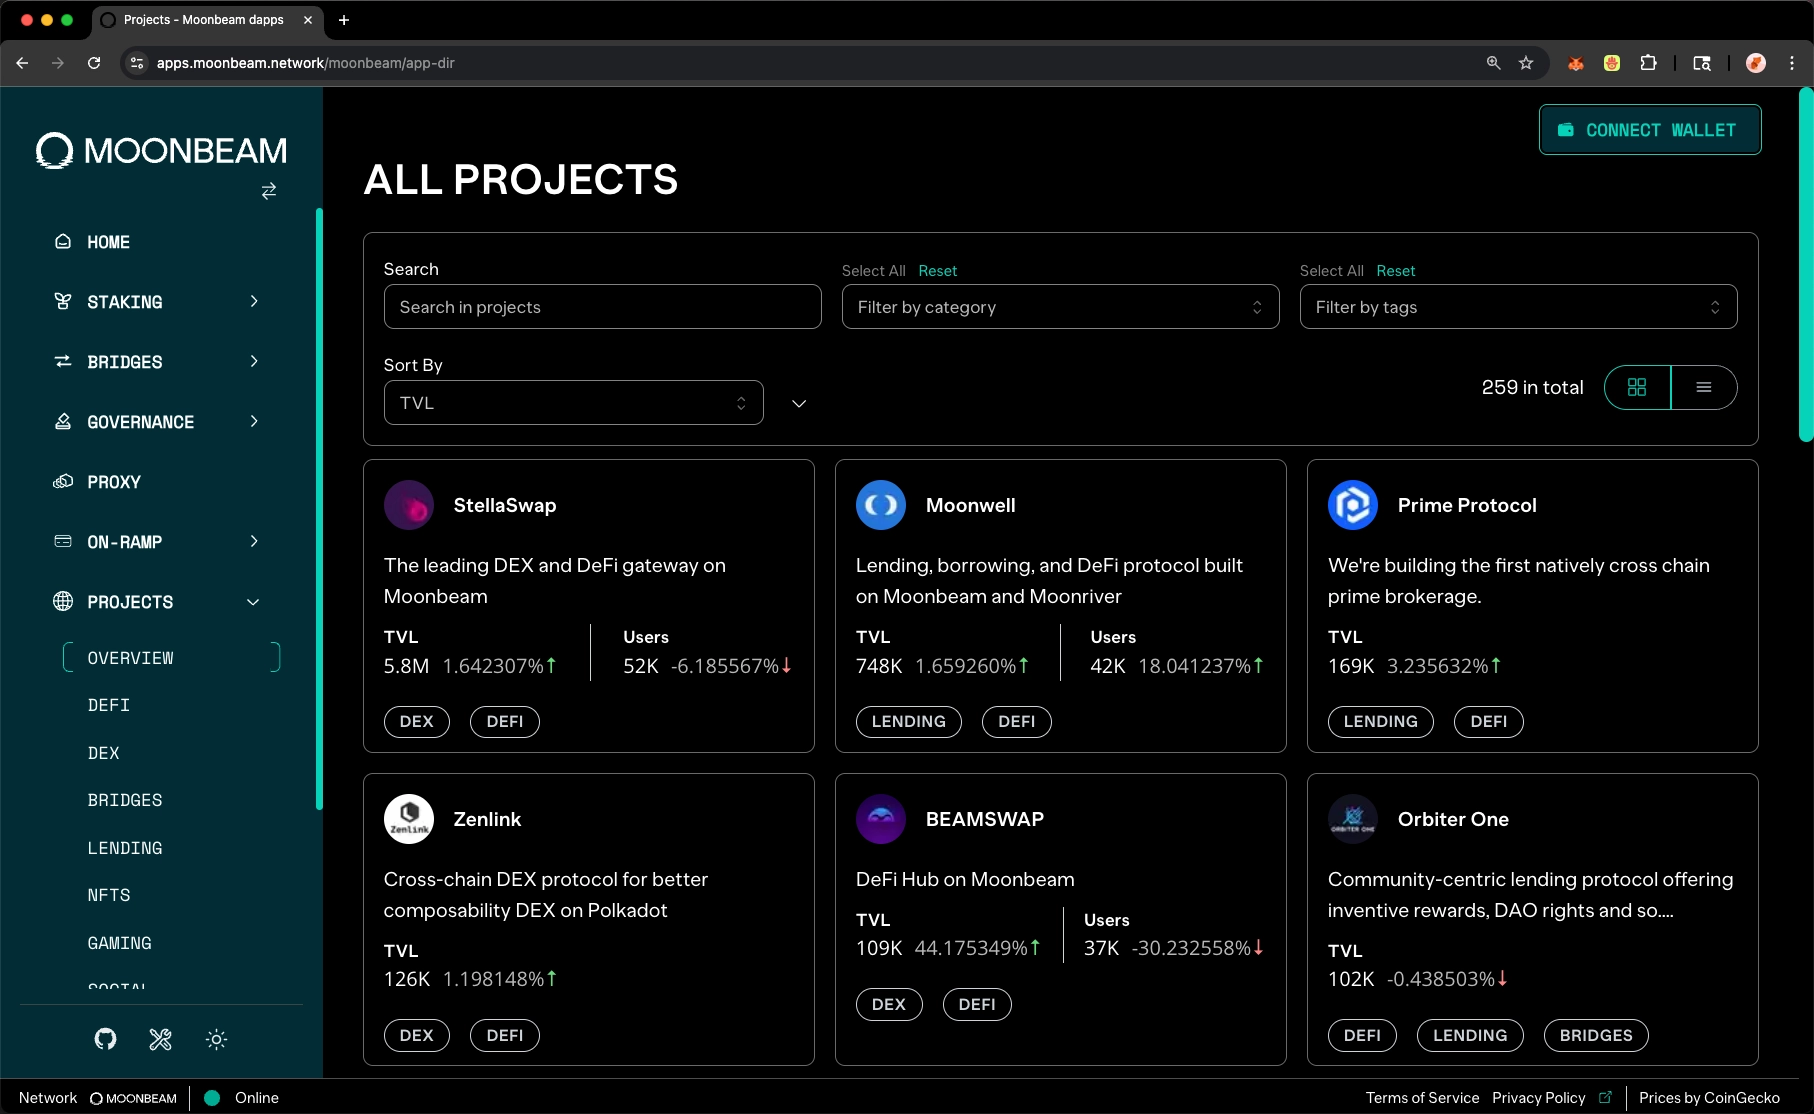 Projects - Moonbeam dapps
apps.moonbeam.network/moonbeam/app-dir
MOONBEAM
HOME
STAKING
BRIDGES
GOVERNANCE
PROXY
ON-RAMP
PROJECTS
OVERVIEW
DEFI
DEX
BRIDGES
LENDING
NFTS
GAMING
SOCIAL
CONNECT WALLET
ALL PROJECTS
Search
Search in projects
Select All Reset
Filter by category
Select All Reset
Filter by tags
Sort By
TVL
259 in total
StellaSwap
The leading DEX and DeFi gateway on
Moonbeam
TVL
5.8M 1.642307%↑
Users
52K -6.185567%↓
DEX DEFI
Moonwell
Lending, borrowing, and DeFi protocol built
on Moonbeam and Moonriver
TVL
748K 1.659260%↑
Users
42K 18.041237%↑
LENDING DEFI
Prime Protocol
We're building the first natively cross chain
prime brokerage.
TVL
169K 3.235632%↑
LENDING DEFI
Zenlink
Zenlink
Cross-chain DEX protocol for better
composability DEX on Polkadot
TVL
126K 1.198148%↑
DEX DEFI
BEAMSWAP
DeFi Hub on Moonbeam
TVL
109K 44.175349%↑
Users
37K -30.232558%↓
DEX DEFI
ORBITER ONE
Orbiter One
Community-centric lending protocol offering
inventive rewards, DAO rights and so....
TVL
102K -0.438503%↓
DEFI LENDING BRIDGES
Network MOONBEAM Online
Terms of Service Privacy Policy Prices by CoinGecko